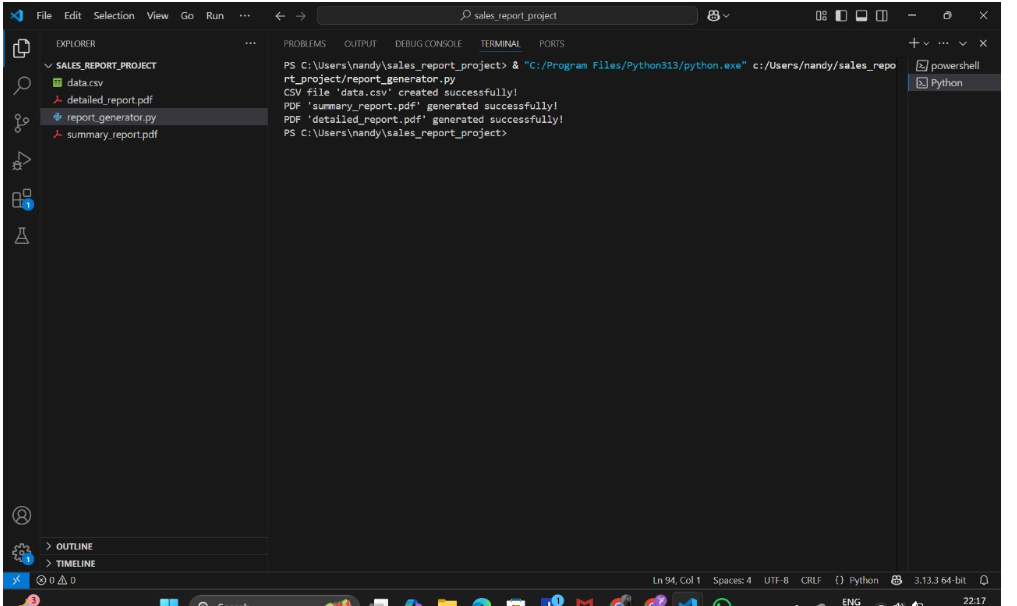 File Edit Selection View Go Run ···
sales_report_project
EXPLORER ···
SALES_REPORT_PROJECT
data.csv
detailed_report.pdf
report_generator.py
summary_report.pdf
OUTLINE
TIMELINE
PROBLEMS OUTPUT DEBUG CONSOLE TERMINAL PORTS
PS C:\Users\nandy\sales_report_project> & "C:/Program Files/Python313/python.exe" c:/Users/nandy/sales_repo
rt_project/report_generator.py
CSV file 'data.csv' created successfully!
PDF 'summary_report.pdf' generated successfully!
PDF 'detailed_report.pdf' generated successfully!
PS C:\Users\nandy\sales_report_project>
powershell
Python
1
1
0 0
Ln 94, Col 1 Spaces: 4 UTF-8 CRLF {} Python 3.13.3 64-bit
3
1
ENG
22:17